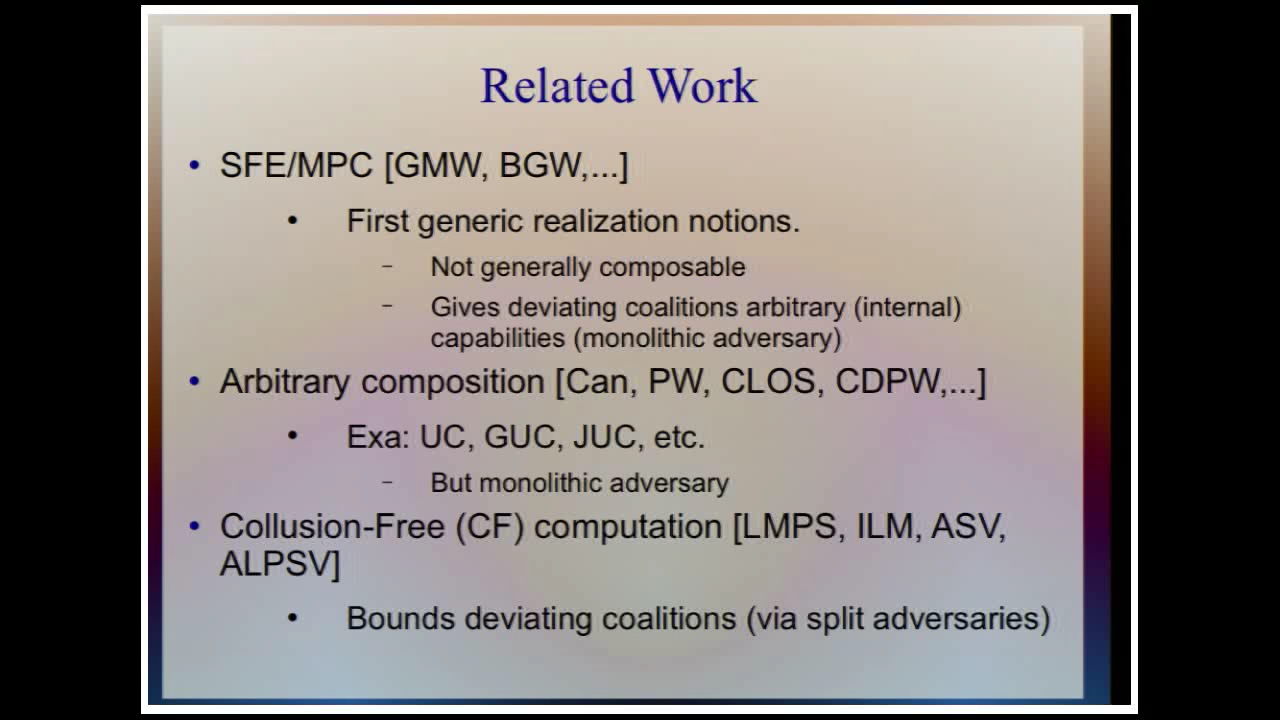 Related Work
• SFE/MPC [GMW, BGW,...]
• First generic realization notions.
– Not generally composable
– Gives deviating coalitions arbitrary (internal)
capabilities (monolithic adversary)
• Arbitrary composition [Can, PW, CLOS, CDPW,...]
• Exa: UC, GUC, JUC, etc.
– But monolithic adversary
• Collusion-Free (CF) computation [LMPS, ILM, ASV,
ALPSV]
• Bounds deviating coalitions (via split adversaries)